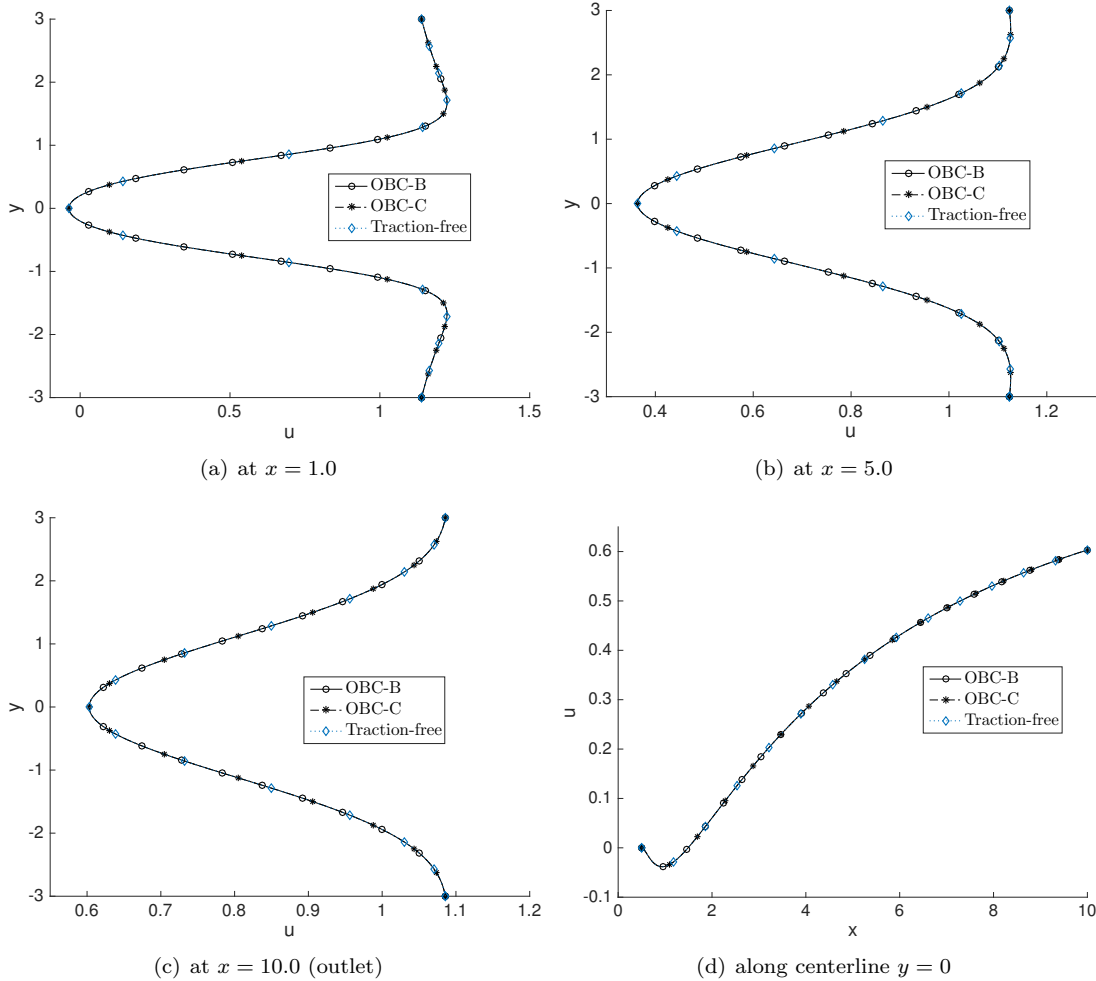 3
2
1
0
-1
-2
-3
y
0
0.5
1
1.5
u
OBC-B
OBC-C
Traction-free
(a) at x = 1.0
3
2
1
0
-1
-2
-3
y
0.4
0.6
0.8
1
1.2
u
OBC-B
OBC-C
Traction-free
(b) at x = 5.0
3
2
1
0
-1
-2
-3
y
0.6
0.7
0.8
0.9
1
1.1
1.2
u
OBC-B
OBC-C
Traction-free
(c) at x = 10.0 (outlet)
0.6
0.5
0.4
0.3
0.2
0.1
0
-0.1
u
0
2
4
6
8
10
x
OBC-B
OBC-C
Traction-free
(d) along centerline y = 0